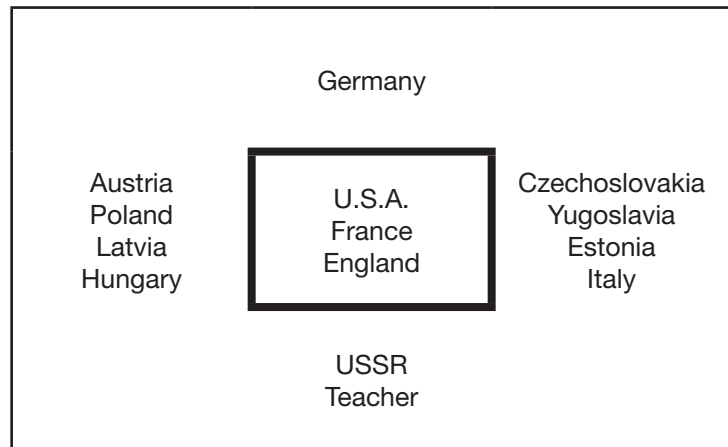 Germany
Austria
Poland
Latvia
Hungary
U.S.A.
France
England
Czechoslovakia
Yugoslavia
Estonia
Italy
USSR
Teacher